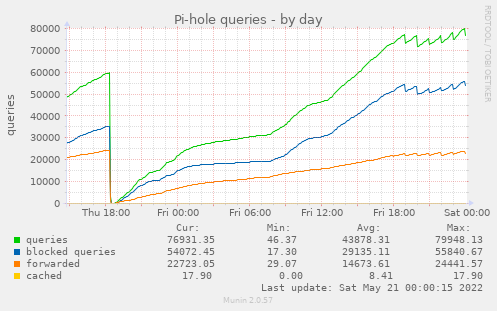 Pi-hole queries - by day
80000
70000
60000
50000
40000
30000
20000
10000
0
queries
Thu 18:00 Fri 00:00 Fri 06:00 Fri 12:00 Fri 18:00 Sat 00:00
RRDTOOL / TOBI OETIKER
Cur: Min: Avg: Max:
queries 76931.35 46.37 43878.31 79948.13
blocked queries 54072.45 17.30 29135.11 55840.67
forwarded 22723.05 29.07 14673.61 24441.57
cached 17.90 0.00 8.41 17.90
Last update: Sat May 21 00:00:15 2022
Munin 2.0.57